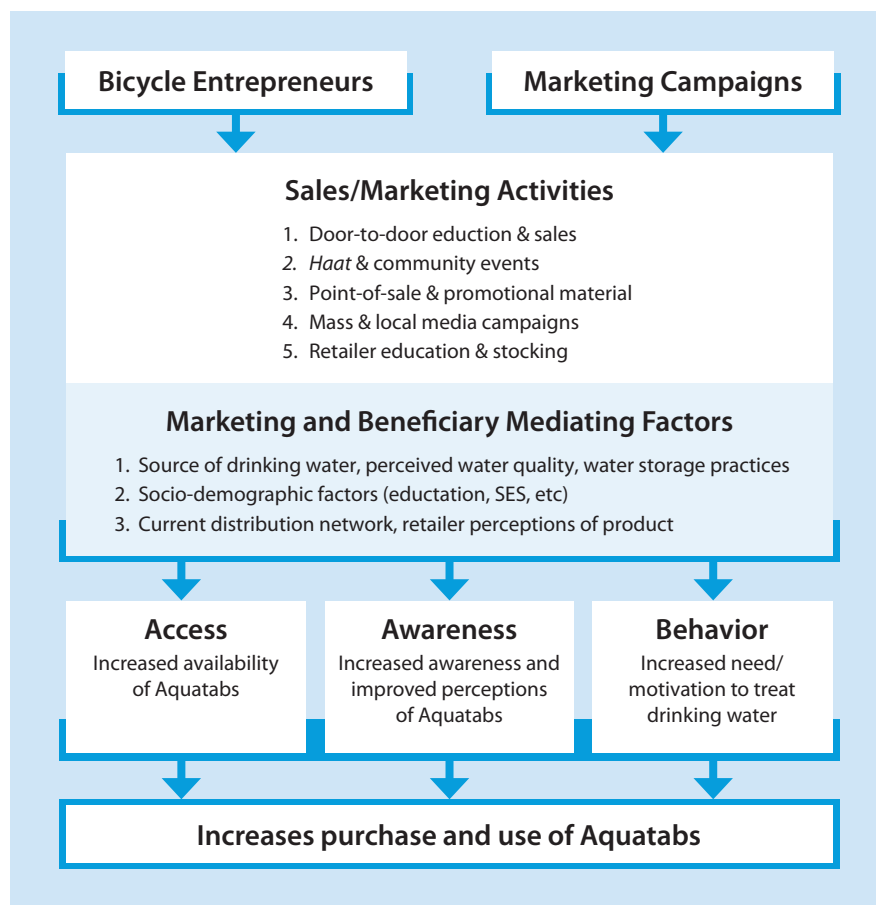 Bicycle Entrepreneurs
Marketing Campaigns
Sales/Marketing Activities
1. Door-to-door eduction & sales
2. Haat & community events
3. Point-of-sale & promotional material
4. Mass & local media campaigns
5. Retailer education & stocking
Marketing and Beneficiary Mediating Factors
1. Source of drinking water, perceived water quality, water storage practices
2. Socio-demographic factors (eductation, SES, etc)
3. Current distribution network, retailer perceptions of product
Access
Increased availability
of Aquatabs
Awareness
Increased awareness and
improved perceptions
of Aquatabs
Behavior
Increased need/
motivation to treat
drinking water
Increases purchase and use of Aquatabs